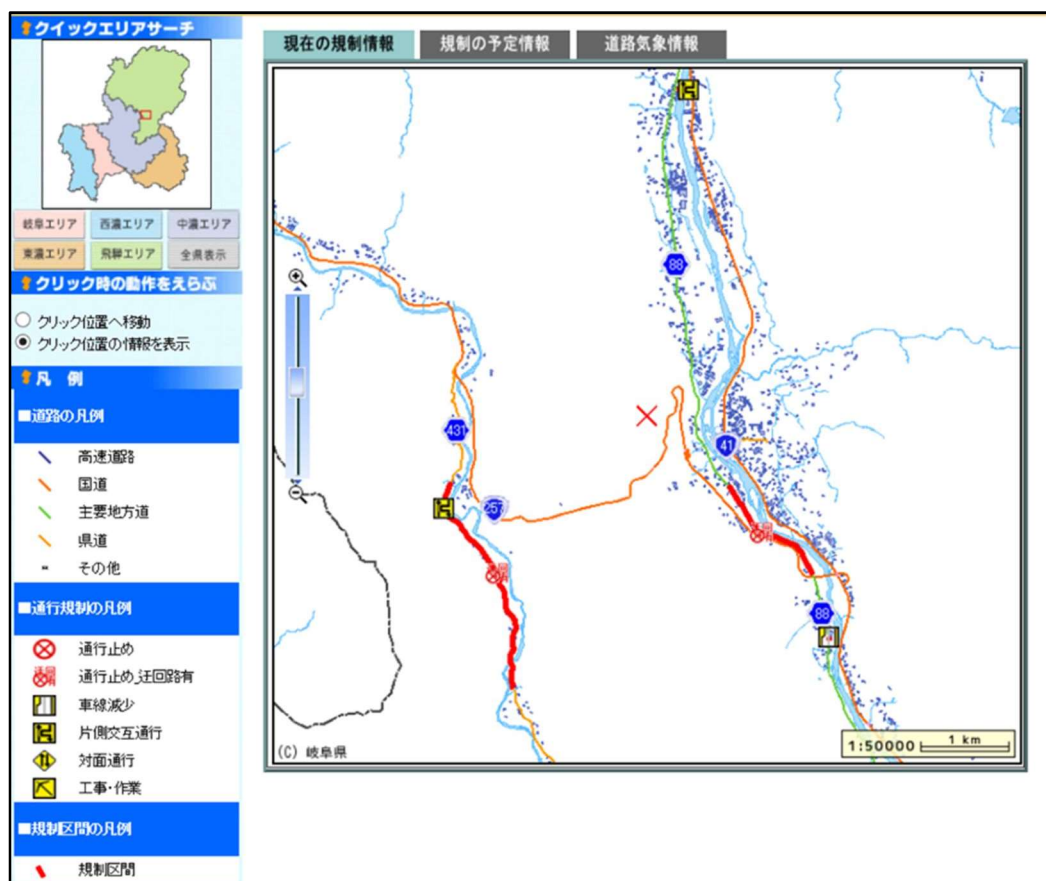 クイックエリアサーチ
岐阜エリア 西濃エリア 中濃エリア
東濃エリア 飛騨エリア 全県表示
クリック時の動作をえらぶ
クリック位置へ移動
クリック位置の情報を表示
凡 例
■道路の凡例
高速道路
国道
主要地方道
県道
その他
■通行規制の凡例
通行止め
通行止め_迂回路有
車線減少
片側交互通行
対面通行
工事・作業
■規制区間の凡例
規制区間
現在の規制情報 規制の予定情報 道路気象情報
88
431
41
257
88
(C) 岐阜県
1:50000 1 km